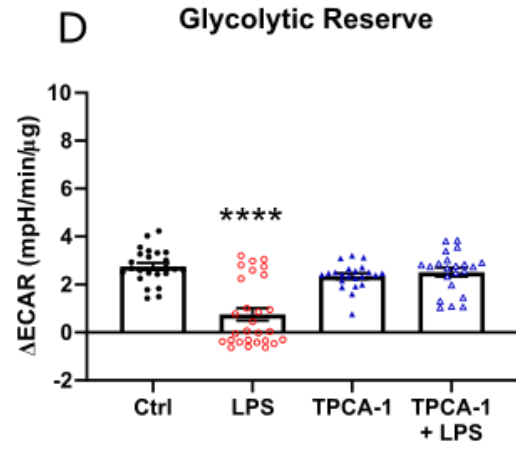 D
Glycolytic Reserve
ΔECAR (mpH/min/μg)
10
8
6
4
2
0
-2
****
Ctrl
LPS
TPCA-1
TPCA-1
+ LPS